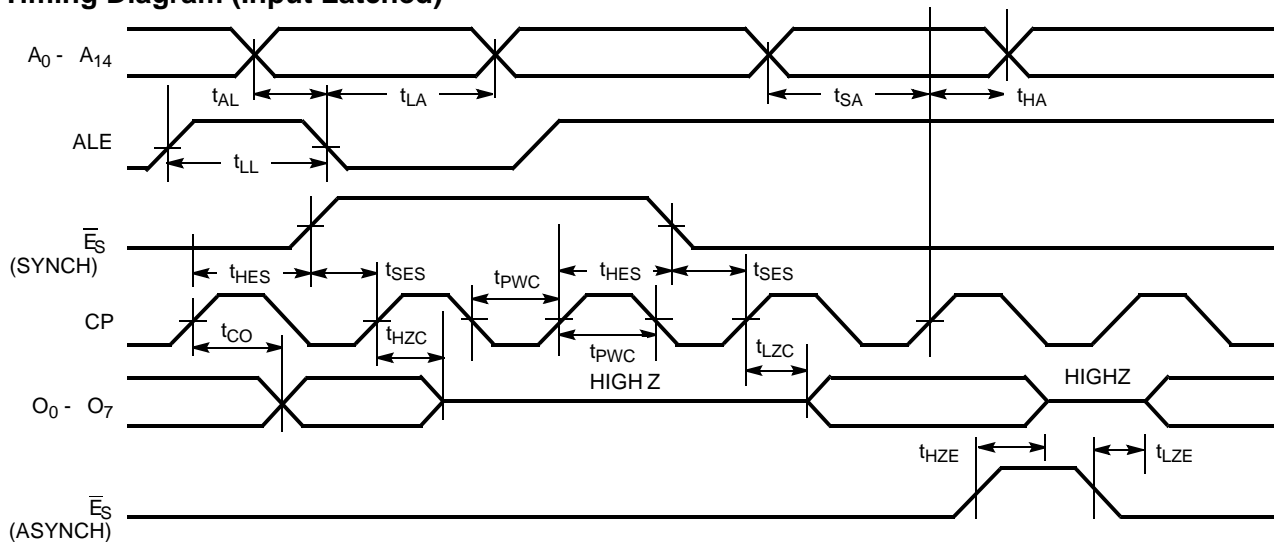 Timing Diagram (Input Latched)
A0 - A14
tAL
tLA
tSA
tHA
ALE
tLL
ES
(SYNCH)
tHES
tSES
tPWC
tHES
tSES
CP
tCO
tHZC
tPWC
tLZC
HIGH Z
HIGHZ
O0 - O7
tHZE
tLZE
ES
(ASYNCH)